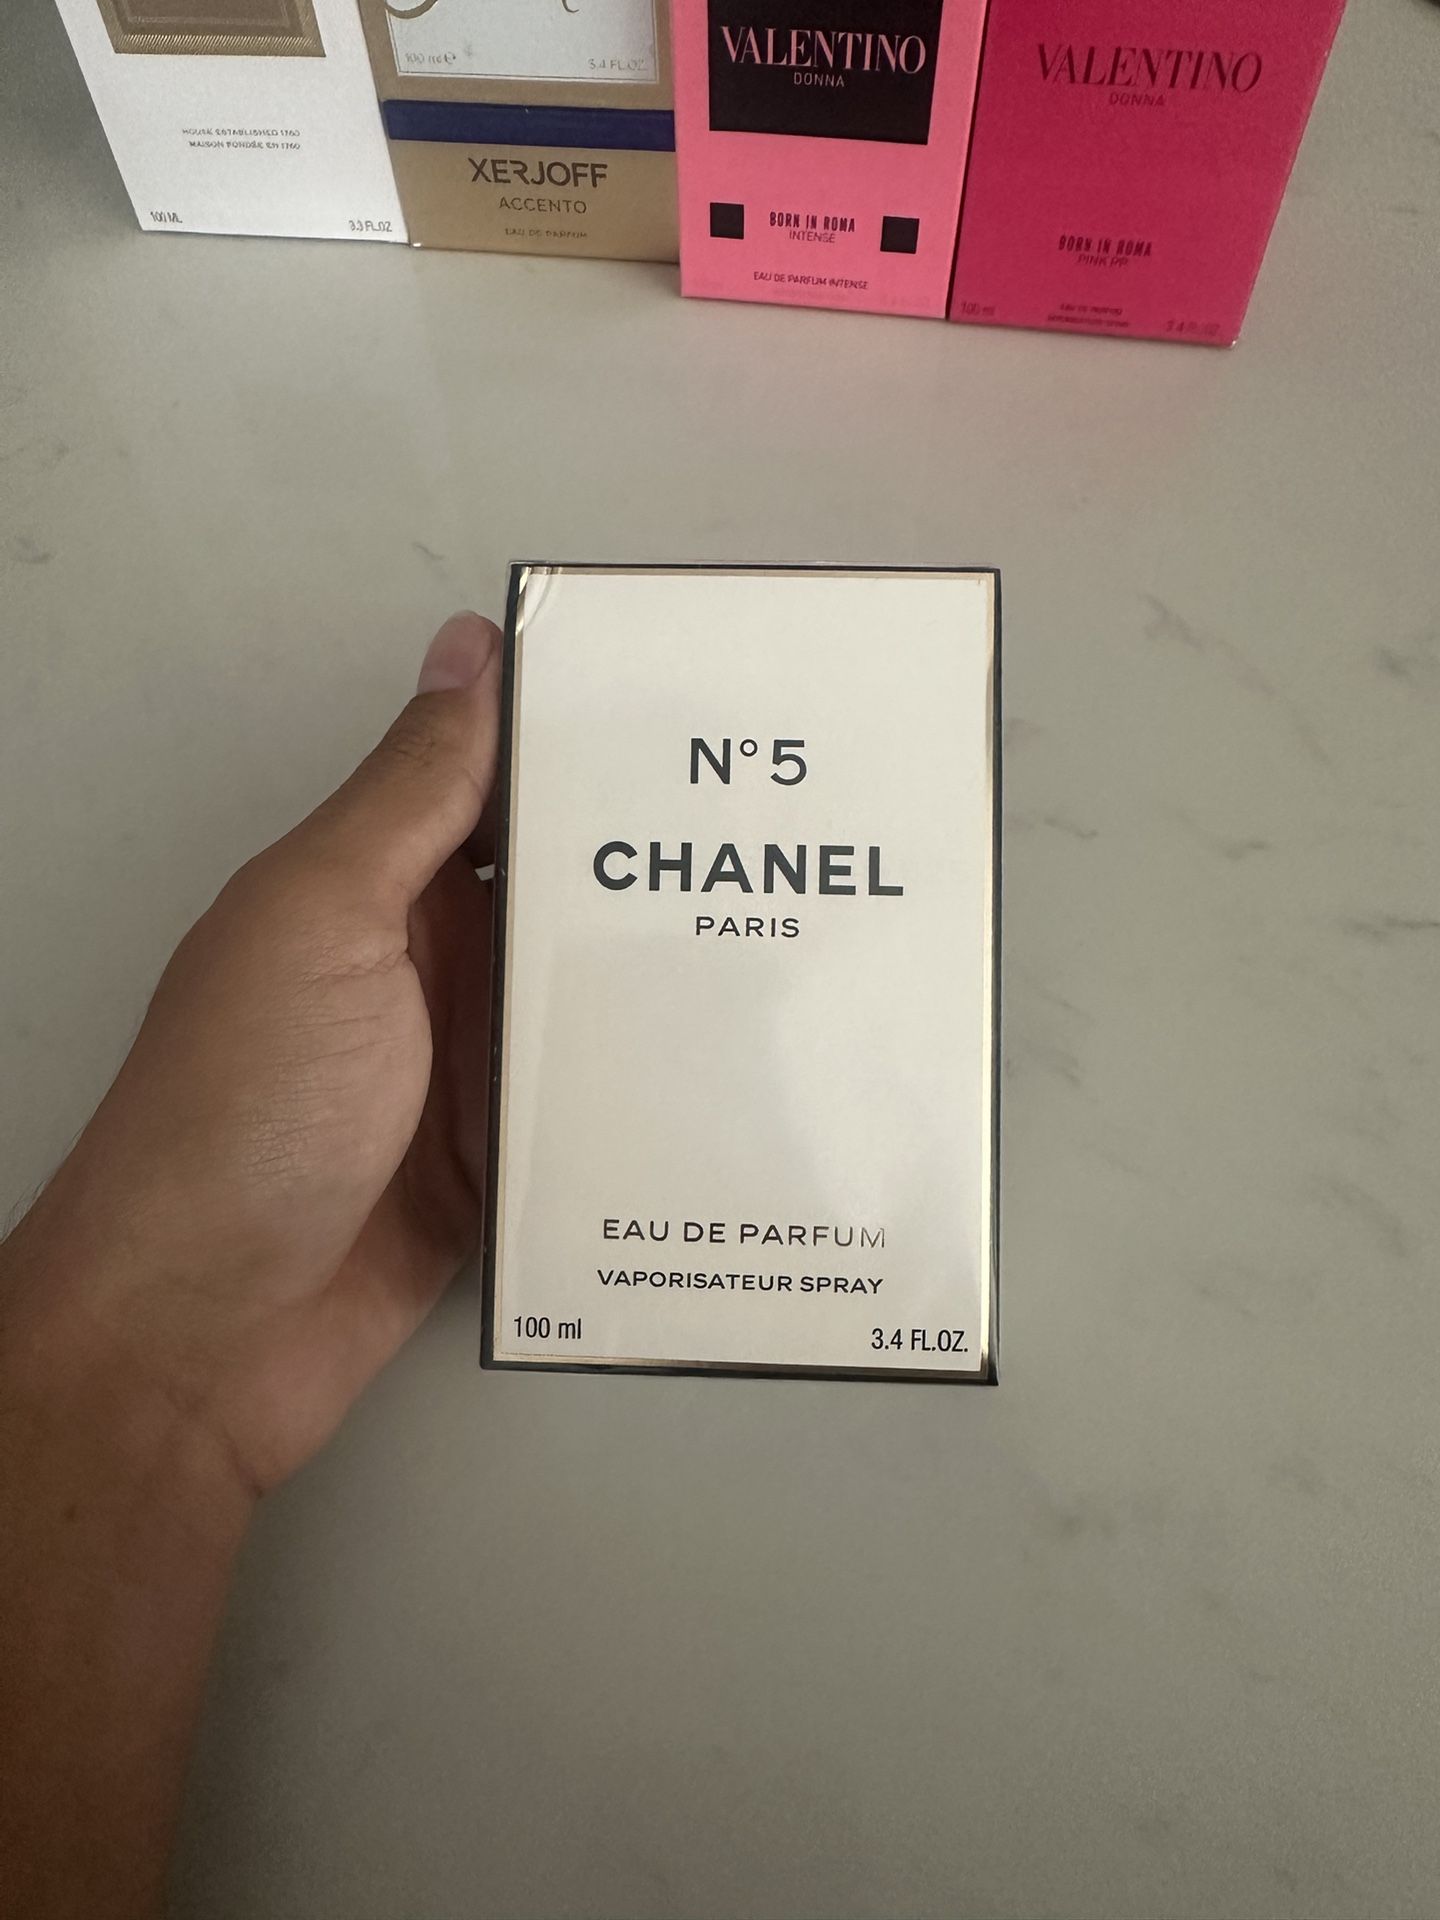 HOUSE ESTABLISHED 1760
MAISON FONDÉE EN 1760
100 ML
3.3 FL.OZ
100 ml e
3.4 FL.OZ
XERJOFF
ACCENTO
EAU DE PARFUM
VALENTINO
DONNA
BORN IN ROMA
INTENSE
EAU DE PARFUM INTENSE
VALENTINO
DONNA
BORN IN ROMA
PINK PP
100 ml
3.4 FL.OZ.
N°5
CHANEL
PARIS
EAU DE PARFUM
VAPORISATEUR SPRAY
100 ml
3.4 FL.OZ.